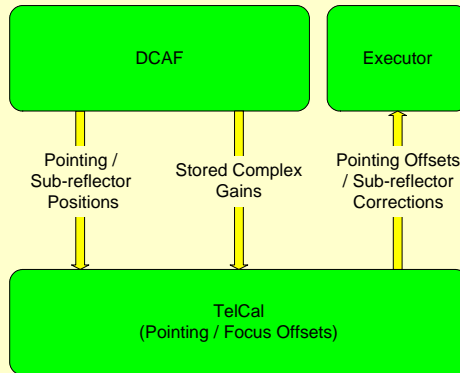 DCAF
Executor
Pointing /
Sub-reflector
Positions
Stored Complex
Gains
Pointing Offsets
/ Sub-reflector
Corrections
TelCal
(Pointing / Focus Offsets)